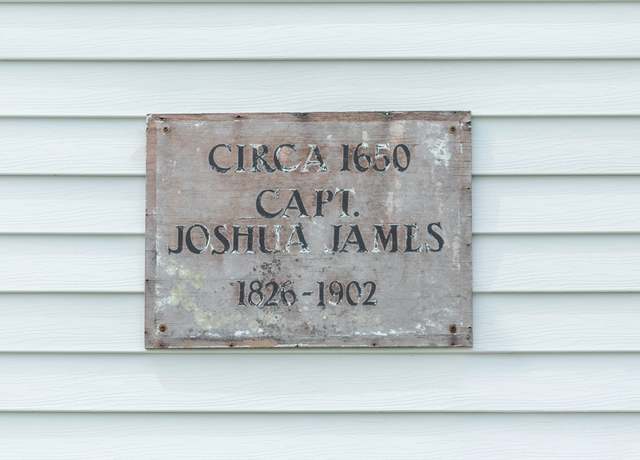 CIRCA 1650
CAPT.
JOSHUA JAMES
1826-1902